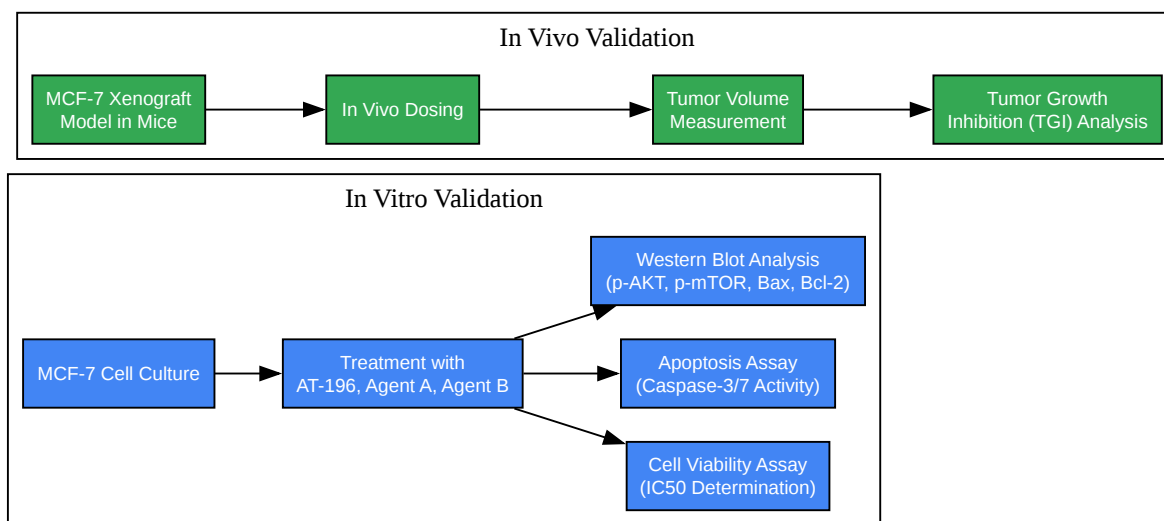 In Vivo Validation
MCF-7 Xenograft
Model in Mice
In Vivo Dosing
Tumor Volume
Measurement
Tumor Growth
Inhibition (TGI) Analysis
In Vitro Validation
MCF-7 Cell Culture
Treatment with
AT-196, Agent A, Agent B
Western Blot Analysis
(p-AKT, p-mTOR, Bax, Bcl-2)
Apoptosis Assay
(Caspase-3/7 Activity)
Cell Viability Assay
(IC50 Determination)